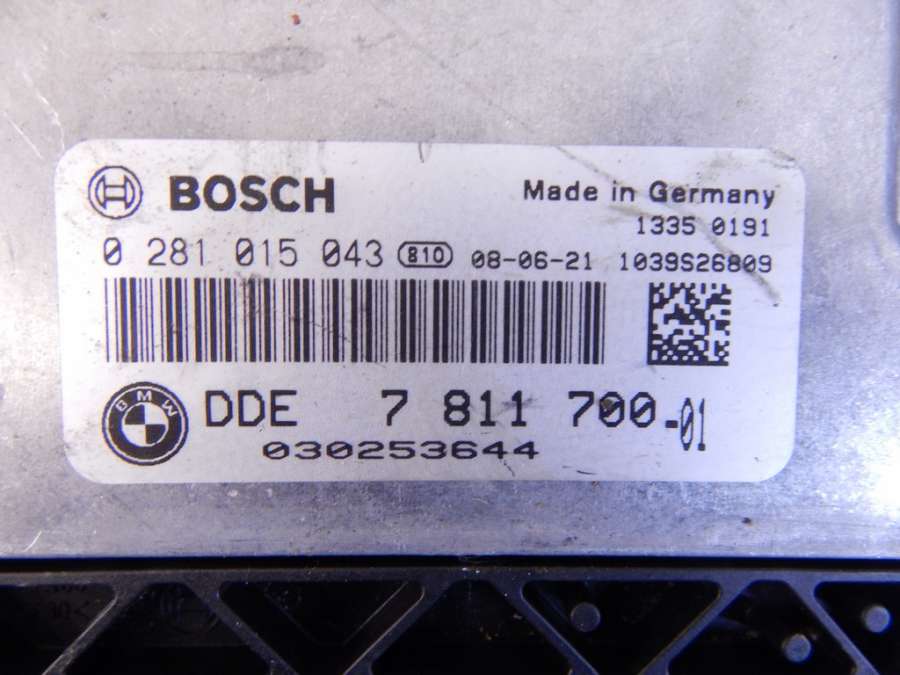 BOSCH
Made in Germany
1335 0191
0 281 015 043 810 08-06-21 1039S26809
BMW
DDE 7 811 700-01
030253644